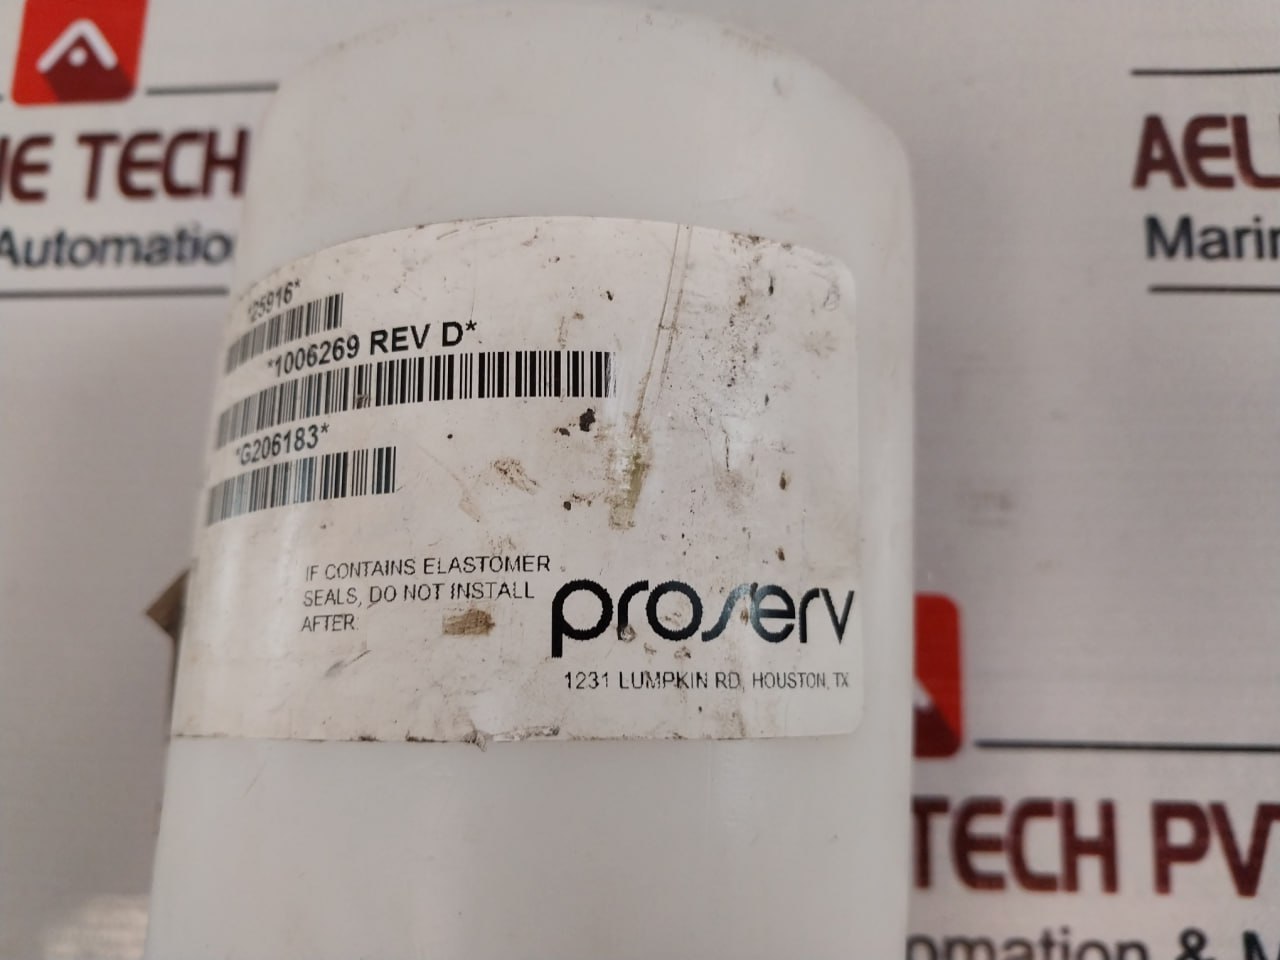 TECH
Automatio
AEL
Marin
*25916*
*1006269 REV D*
*G206183*
IF CONTAINS ELASTOMER
SEALS, DO NOT INSTALL
AFTER
proserv
1231 LUMPKIN RD, HOUSTON, TX
TECH PV
omation & M